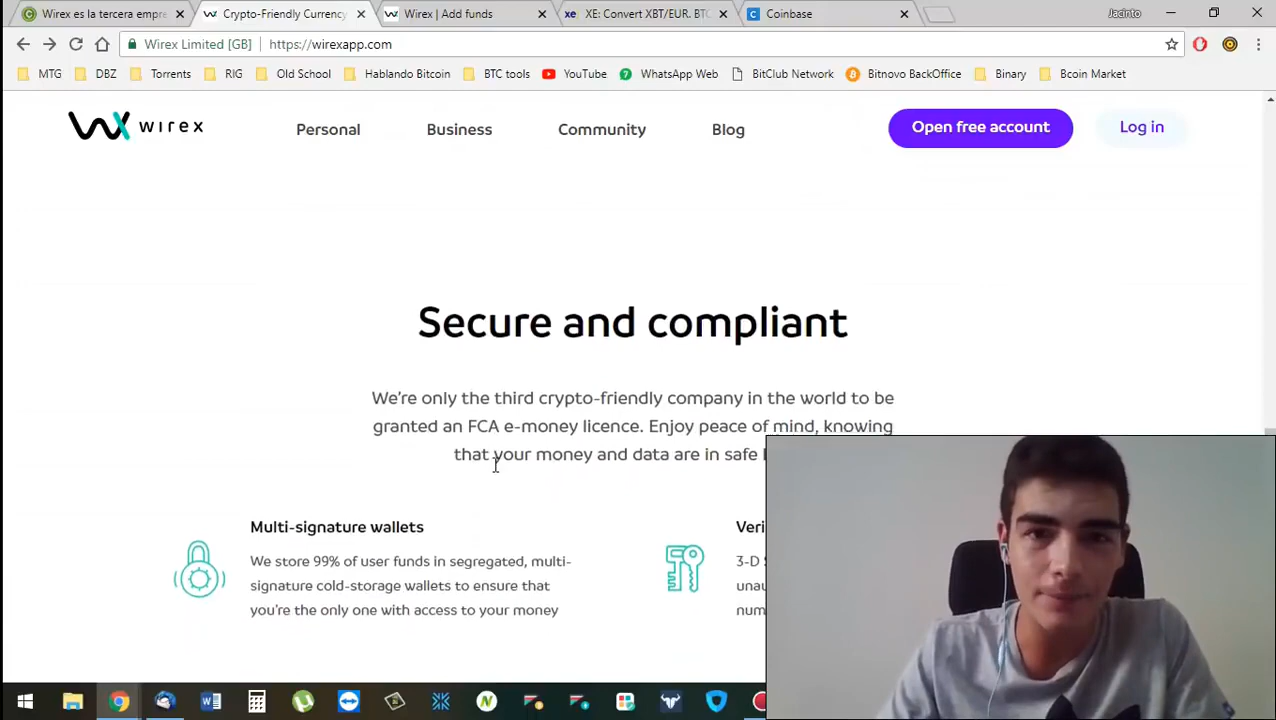 Wirex es la tercera empre
Crypto-Friendly Currency
Wirex | Add funds
XE: Convert XBT/EUR. BTC
Coinbase
Jacinto
Wirex Limited [GB]
https://wirexapp.com
MTG
DBZ
Torrents
RIG
Old School
Hablando Bitcoin
BTC tools
YouTube
WhatsApp Web
BitClub Network
Bitnovo BackOffice
Binary
Bcoin Market
wirex
Personal
Business
Community
Blog
Open free account
Log in
Secure and compliant
We're only the third crypto-friendly company in the world to be
granted an FCA e-money licence. Enjoy peace of mind, knowing
that your money and data are in safe
Multi-signature wallets
We store 99% of user funds in segregated, multi-
signature cold-storage wallets to ensure that
you're the only one with access to your money
Veri
3-D
unau
num